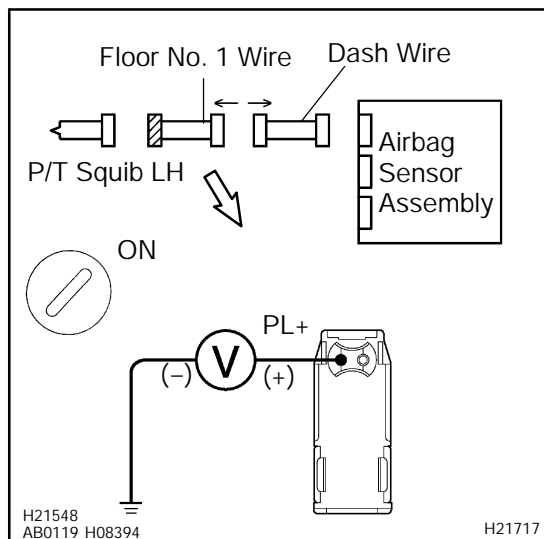 Floor No. 1 Wire
Dash Wire
P/T Squib LH
Airbag
Sensor
Assembly
ON
PL+
(−)
V
(+)
H21548
AB0119 H08394
H21717